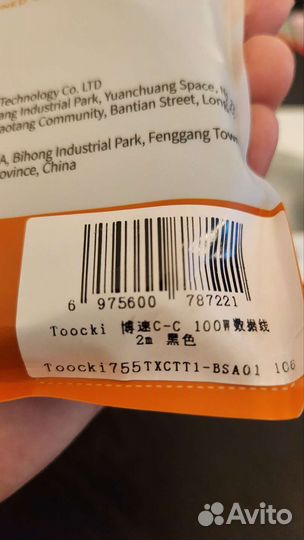 Technology Co. LTD
ng Industrial Park, Yuanchuang Space,
aotang Community, Bantian Street, Long
A, Bihong Industrial Park, Fenggang Town
rovince, China
6 975600 787221
Toocki 博速C-C 100W数据线
2m 黑色
Toocki755TXCTT1-BSA01 106
Avito